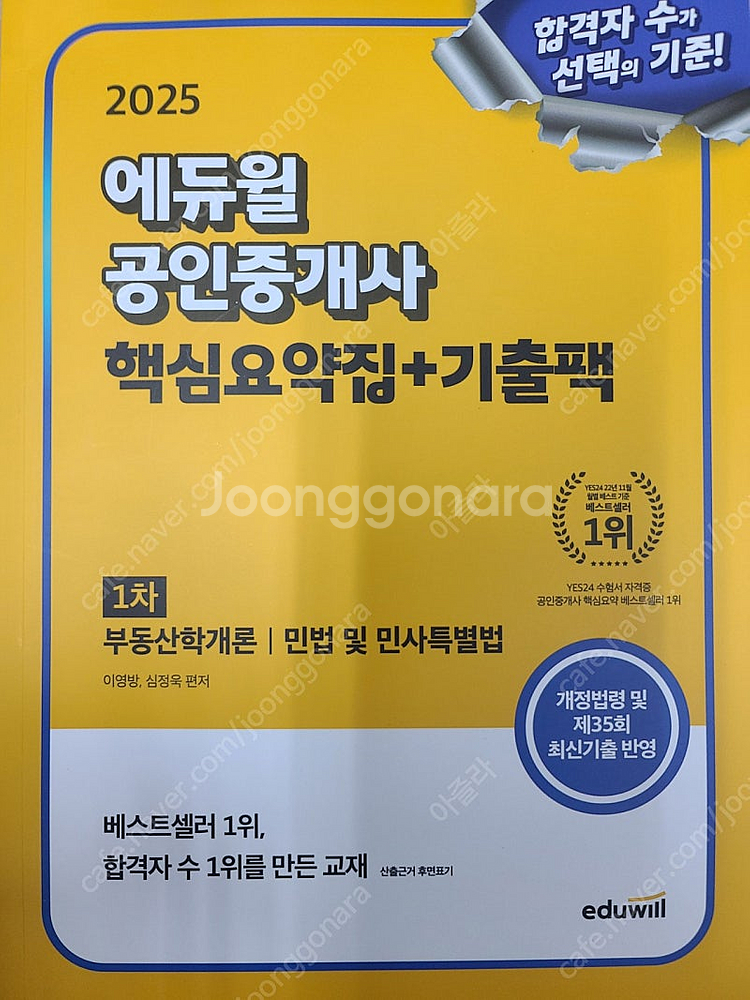 합격자 수가
선택의 기준!
2025
에듀윌
공인중개사
핵심요약집+기출팩
Joonggonara
YES24 22년 11월
월별 베스트 기준
베스트셀러
1위
YES24 수험서 자격증
공인중개사 핵심요약 베스트셀러 1위
1차
부동산학개론 | 민법 및 민사특별법
이영방, 심정욱 편저
개정법령 및
제35회
최신기출 반영
베스트셀러 1위,
합격자 수 1위를 만든 교재 산출근거 후면표기
eduwill
cafe.naver.com/joonggonara
아즐라